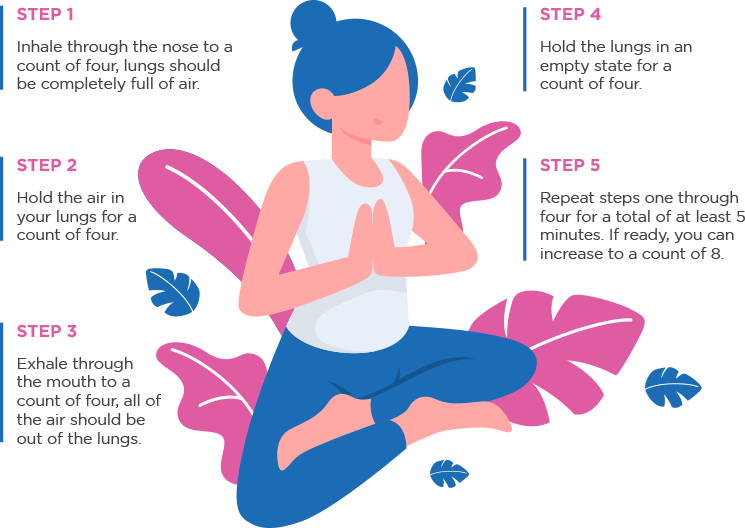 STEP 1
Inhale through the nose to a
count of four, lungs should
be completely full of air.
STEP 2
Hold the air in
your lungs for a
count of four.
STEP 3
Exhale through
the mouth to a
count of four, all of
the air should be
out of the lungs.
STEP 4
Hold the lungs in an
empty state for a
count of four.
STEP 5
Repeat steps one through
four for a total of at least 5
minutes. If ready, you can
increase to a count of 8.